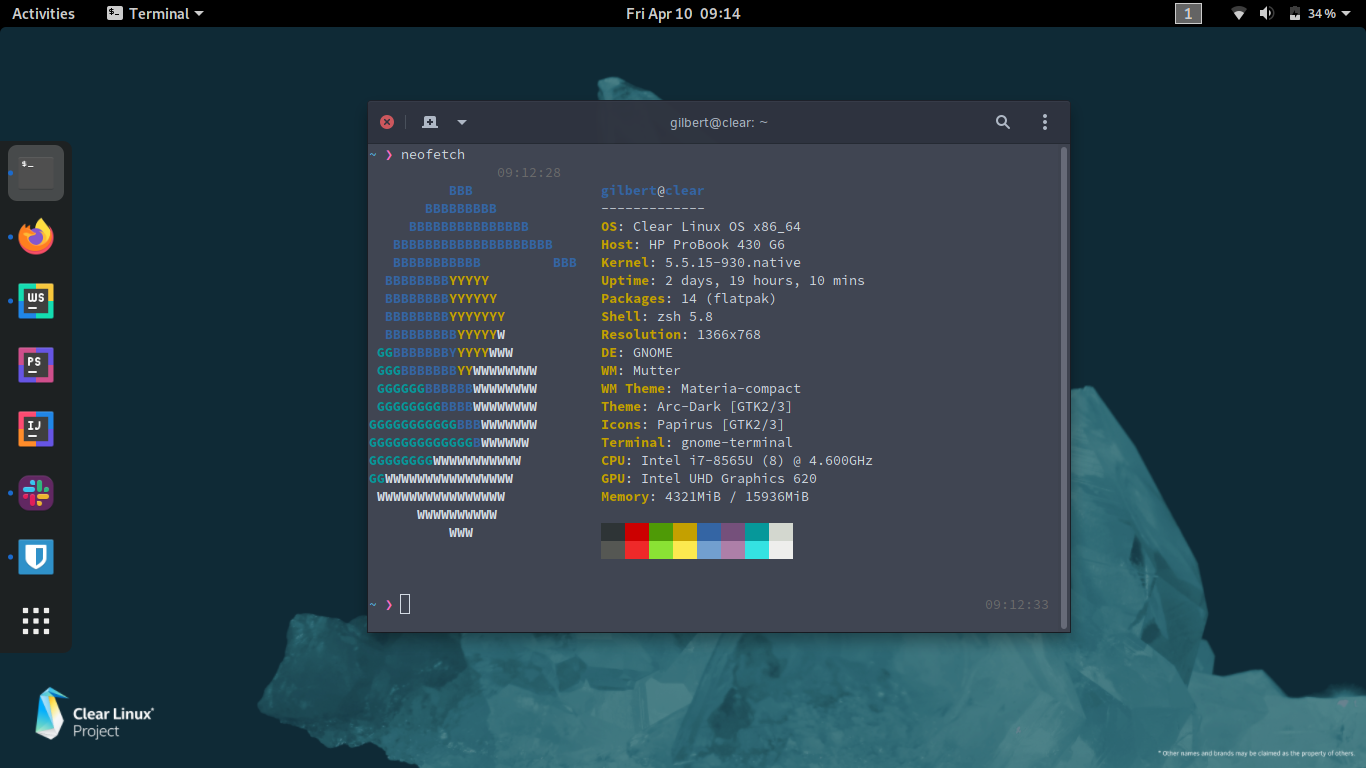 Activities
Terminal
Fri Apr 10 09:14
1
34%
gilbert@clear: ~
~ ❯ neofetch
09:12:28
BBB
BBBBBBBBB
BBBBBBBBBBBBBBB
BBBBBBBBBBBBBBBBBBBB
BBBBBBBBBBB         BBB
BBBBBBBBYYYYY
BBBBBBBBYYYYYY
BBBBBBBBYYYYYYY
BBBBBBBBBYYYYYW
GGBBBBBBBYYYYYWWW
GGGBBBBBBBYYWWWWWWWW
GGGGGGBBBBBBWWWWWWWW
GGGGGGGGBBBBWWWWWWWW
GGGGGGGGGGGBBBWWWWWWW
GGGGGGGGGGGGGBWWWWWW
GGGGGGGGWWWWWWWWWWW
GGWWWWWWWWWWWWWWWW
WWWWWWWWWWWWWWWW
WWWWWWWWWW
WWW
gilbert@clear
-------------
OS: Clear Linux OS x86_64
Host: HP ProBook 430 G6
Kernel: 5.5.15-930.native
Uptime: 2 days, 19 hours, 10 mins
Packages: 14 (flatpak)
Shell: zsh 5.8
Resolution: 1366x768
DE: GNOME
WM: Mutter
WM Theme: Materia-compact
Theme: Arc-Dark [GTK2/3]
Icons: Papirus [GTK2/3]
Terminal: gnome-terminal
CPU: Intel i7-8565U (8) @ 4.600GHz
GPU: Intel UHD Graphics 620
Memory: 4321MiB / 15936MiB
~ ❯
09:12:33
$_
WS
PS
IJ
Clear Linux*
Project
* Other names and brands may be claimed as the property of others.